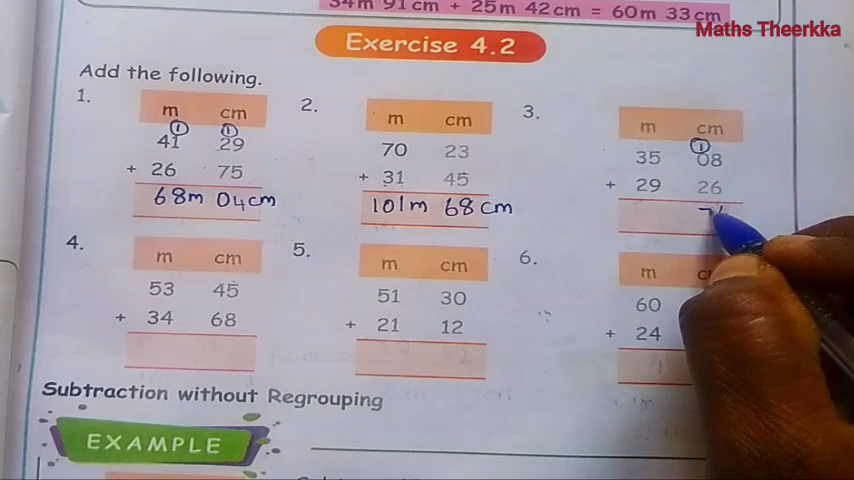 34m 91cm + 25m 42cm = 60m 33cm
Maths Theerkka
Exercise 4.2
Add the following.
1.
m cm
1 1
41 29
+ 26 75
68m 04cm
2.
m cm
70 23
+ 31 45
101m 68cm
3.
m cm
1
35 08
+ 29 26
4.
m cm
53 45
+ 34 68
5.
m cm
51 30
+ 21 12
6.
m
60
+ 24
Subtraction without Regrouping
EXAMPLE